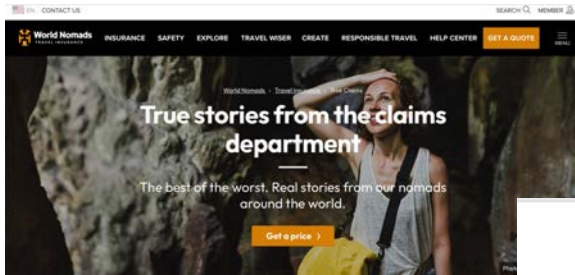 EN CONTACT US SEARCH MEMBER
World Nomads
TRAVEL INSURANCE
INSURANCE SAFETY EXPLORE TRAVEL WISER CREATE RESPONSIBLE TRAVEL HELP CENTER GET A QUOTE
MENU
World Nomads > Travel Insurance > True Claims
True stories from the claims
department
The best of the worst. Real stories from our nomads
around the world.
Get a price >